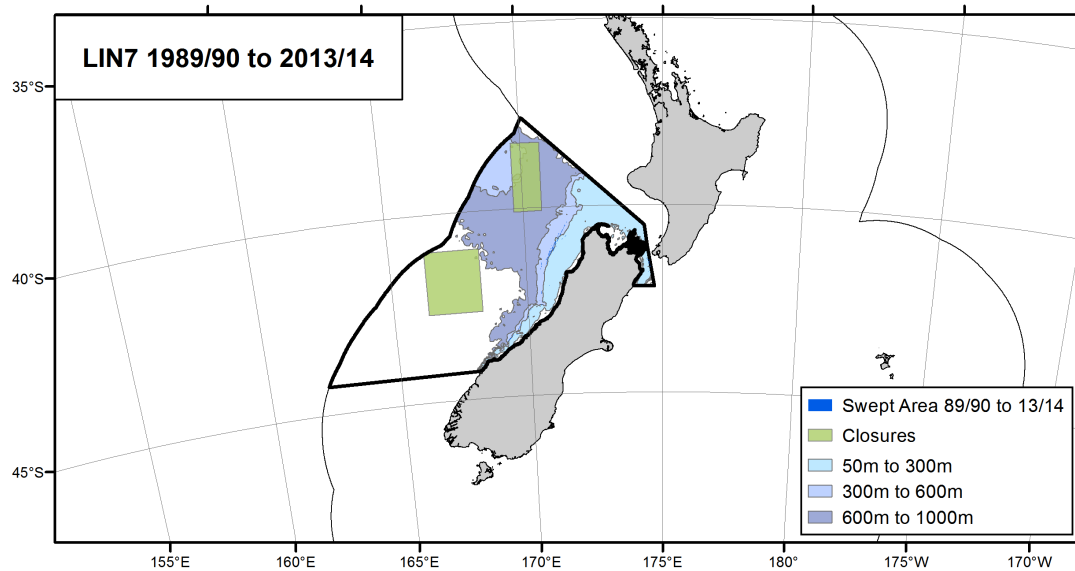 LIN7 1989/90 to 2013/14
35°S
40°S
45°S
Swept Area 89/90 to 13/14
Closures
50m to 300m
300m to 600m
600m to 1000m
155°E
160°E
165°E
170°E
175°E
180°
175°W
170°W